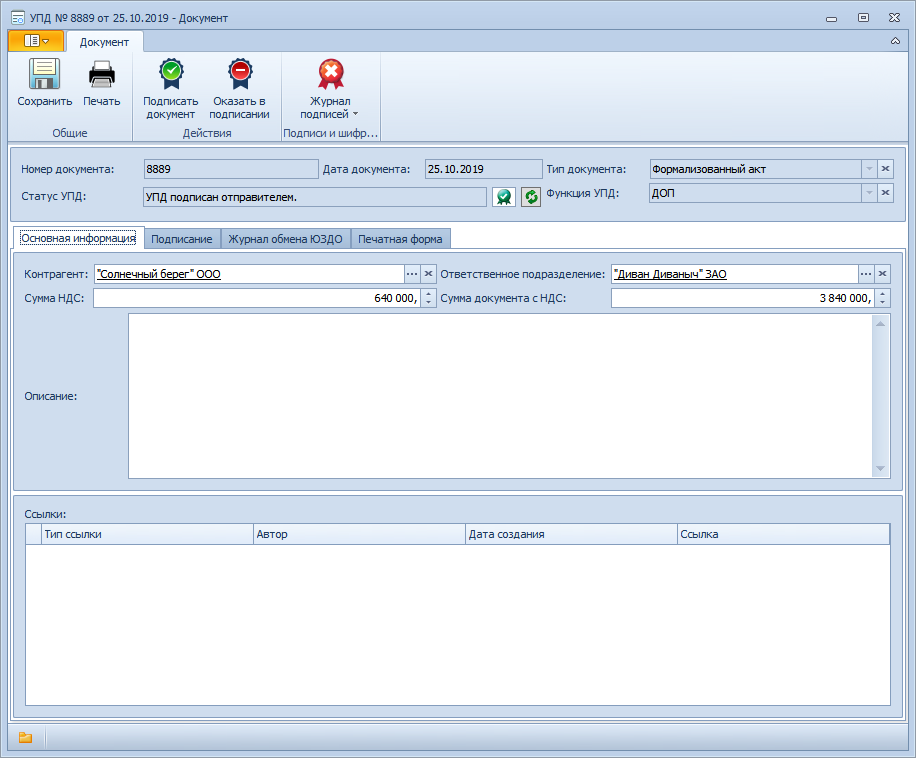 УПД № 8889 от 25.10.2019 - Документ
Документ
Сохранить
Печать
Подписать документ
Отказать в подписании
Журнал подписей
Общие
Действия
Подписи и шифр...
Номер документа: 8889 Дата документа: 25.10.2019 Тип документа: Формализованный акт
Статус УПД: УПД подписан отправителем. Функция УПД: ДОП
Основная информация Подписание Журнал обмена ЮЗДО Печатная форма
Контрагент: "Солнечный берег" ООО Ответственное подразделение: "Диван Диваныч" ЗАО
Сумма НДС: 640 000, Сумма документа с НДС: 3 840 000,
Описание:
Ссылки:
Тип ссылки Автор Дата создания Ссылка